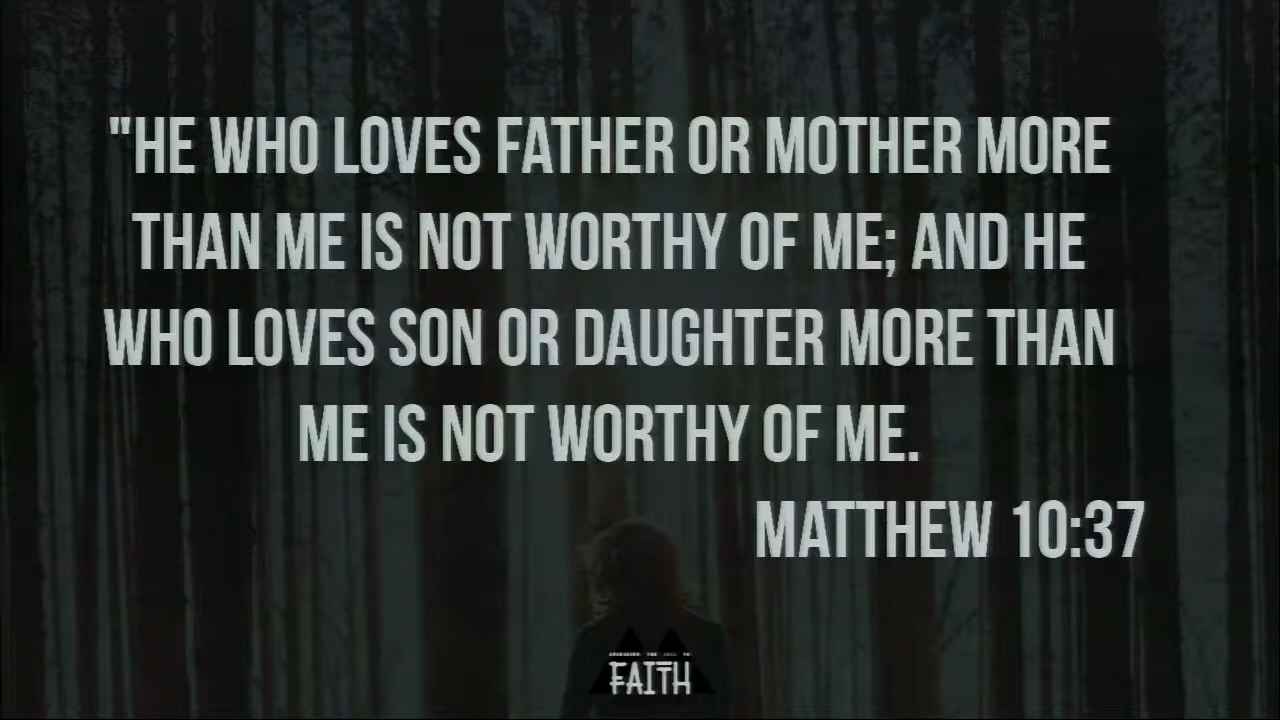 "HE WHO LOVES FATHER OR MOTHER MORE
THAN ME IS NOT WORTHY OF ME; AND HE
WHO LOVES SON OR DAUGHTER MORE THAN
ME IS NOT WORTHY OF ME.
MATTHEW 10:37
FAITH